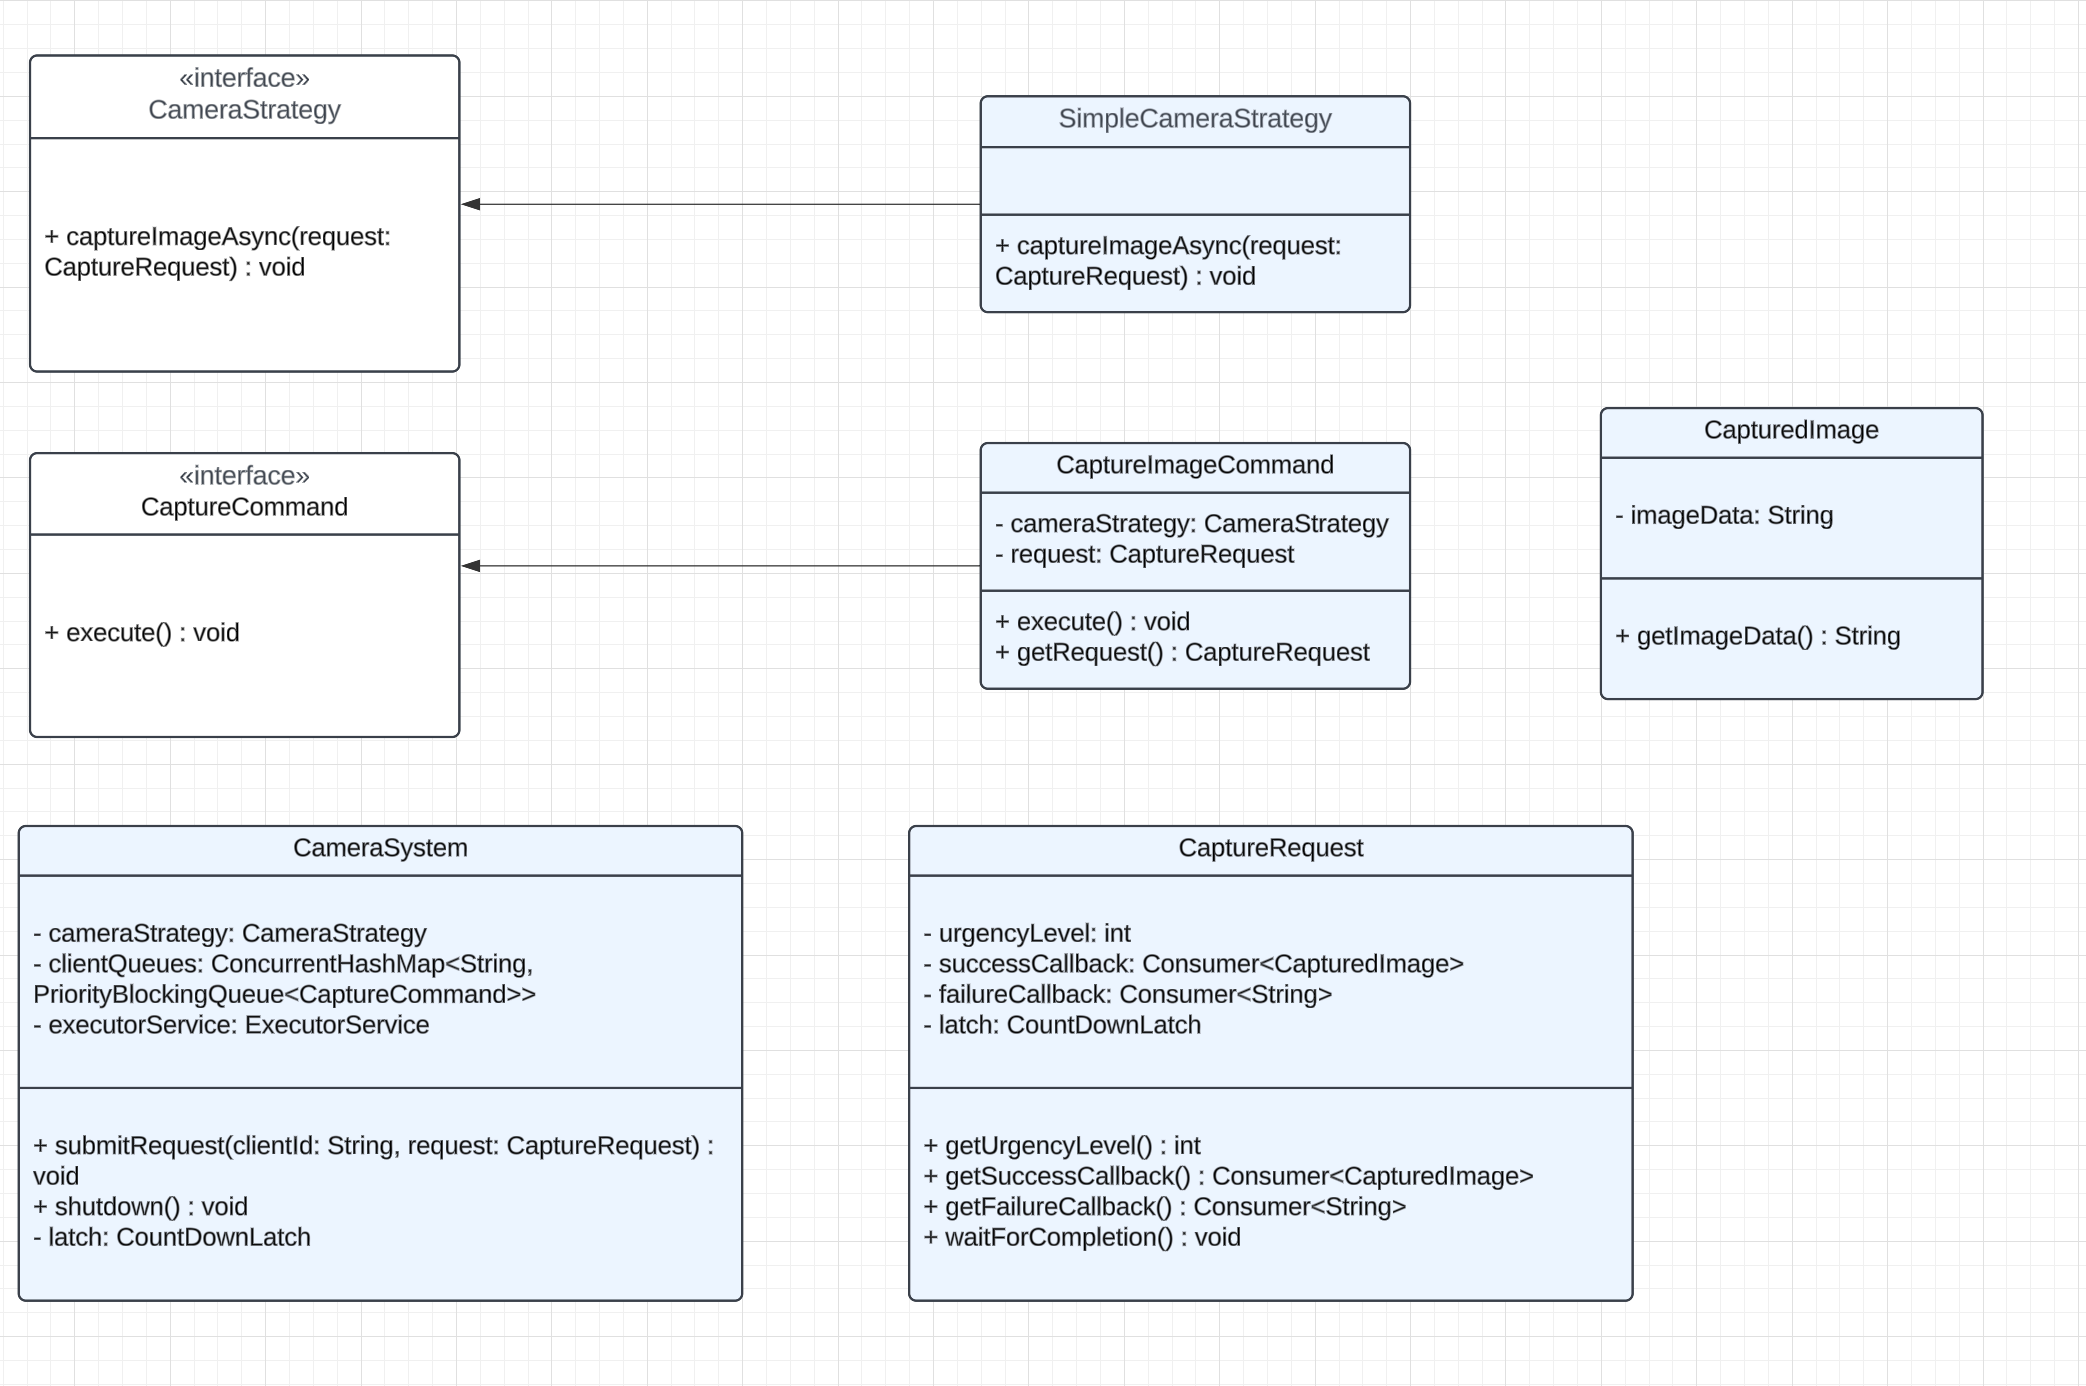 «interface»
CameraStrategy
+ captureImageAsync(request:
CaptureRequest) : void
SimpleCameraStrategy
+ captureImageAsync(request:
CaptureRequest) : void
«interface»
CaptureCommand
+ execute() : void
CaptureImageCommand
- cameraStrategy: CameraStrategy
- request: CaptureRequest
+ execute() : void
+ getRequest() : CaptureRequest
CapturedImage
- imageData: String
+ getImageData() : String
CameraSystem
- cameraStrategy: CameraStrategy
- clientQueues: ConcurrentHashMap<String,
PriorityBlockingQueue<CaptureCommand>>
- executorService: ExecutorService
+ submitRequest(clientId: String, request: CaptureRequest) :
void
+ shutdown() : void
- latch: CountDownLatch
CaptureRequest
- urgencyLevel: int
- successCallback: Consumer<CapturedImage>
- failureCallback: Consumer<String>
- latch: CountDownLatch
+ getUrgencyLevel() : int
+ getSuccessCallback() : Consumer<CapturedImage>
+ getFailureCallback() : Consumer<String>
+ waitForCompletion() : void